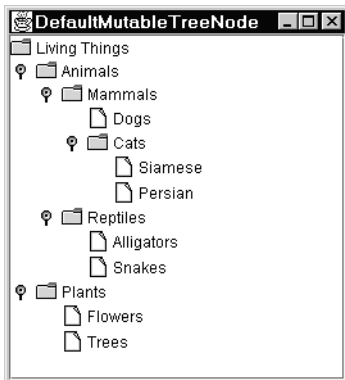 DefaultMutableTreeNode
Living Things
Animals
Mammals
Dogs
Cats
Siamese
Persian
Reptiles
Alligators
Snakes
Plants
Flowers
Trees